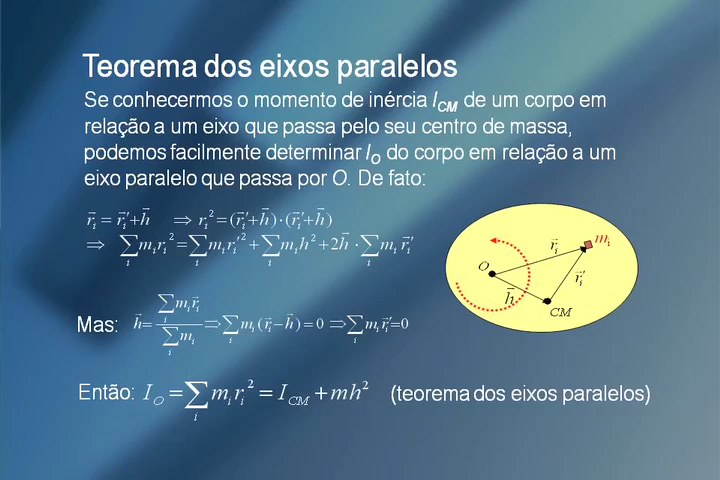 Teorema dos eixos paralelos
Se conhecermos o momento de inércia I_CM de um corpo em
relação a um eixo que passa pelo seu centro de massa,
podemos facilmente determinar I_O do corpo em relação a um
eixo paralelo que passa por O. De fato:
r⃗_i = r⃗_i′ + h⃗ ⇒ r_i² = (r⃗_i′ + h⃗)·(r⃗_i′ + h⃗)
⇒ ∑_i m_i r_i² = ∑_i m_i r_i′² + ∑_i m_i h² + 2h⃗ · ∑_i m_i r⃗_i′
Mas: h⃗ = ∑_i m_i r⃗_i / ∑_i m_i ⇒ ∑_i m_i (r⃗_i − h⃗) = 0 ⇒ ∑_i m_i r⃗_i′ = 0
Então: I_O = ∑_i m_i r_i² = I_CM + mh² (teorema dos eixos paralelos)
r⃗_i
m_i
O
r⃗_i′
h⃗
CM